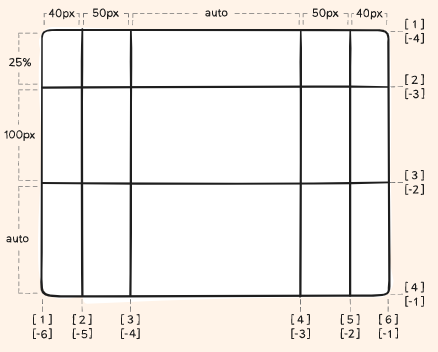 40px 50px auto 50px 40px
[1]
[-4]
25%
[2]
[-3]
100px
[3]
[-2]
auto
[4]
[-1]
[1] [2] [3] [4] [5] [6]
[-6] [-5] [-4] [-3] [-2] [-1]